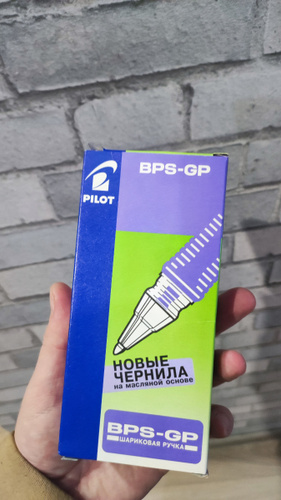 PILOT
BPS-GP
НОВЫЕ
ЧЕРНИЛА
на масляной основе
BPS-GP
ШАРИКОВАЯ РУЧКА